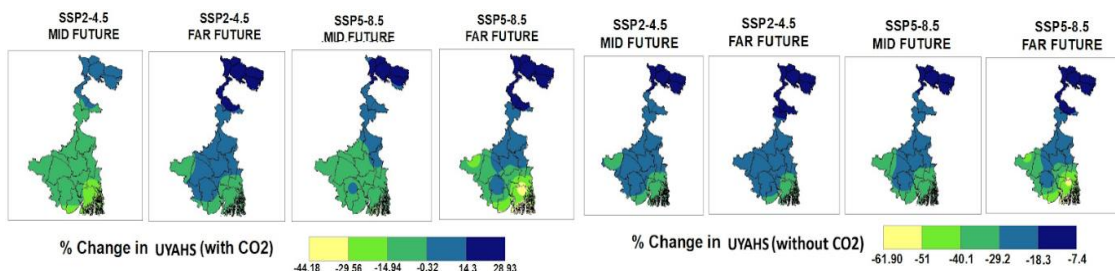 SSP2-4.5
MID FUTURE
SSP2-4.5
FAR FUTURE
SSP5-8.5
MID FUTURE
SSP5-8.5
FAR FUTURE
SSP2-4.5
MID FUTURE
SSP2-4.5
FAR FUTURE
SSP5-8.5
MID FUTURE
SSP5-8.5
FAR FUTURE
% Change in UYAHS (with CO2)
-44.18 -29.56 -14.94 -0.32 14.3 28.93
% Change in UYAHS (without CO2)
-61.90 -51 -40.1 -29.2 -18.3 -7.4